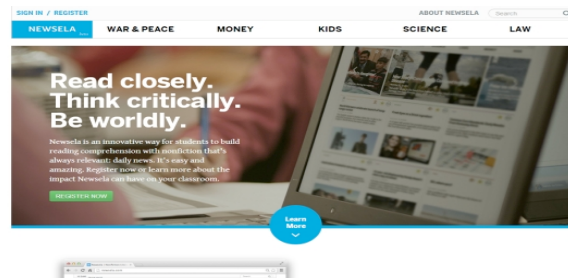 SIGN IN / REGISTER
ABOUT NEWSELA
Search
NEWSELA
WAR & PEACE
MONEY
KIDS
SCIENCE
LAW
Read closely.
Think critically.
Be worldly.
Newsela is an innovative way for students to build
reading comprehension with nonfiction that's
always relevant: daily news. It's easy and
amazing. Register now or learn more about the
impact Newsela can have on your classroom.
REGISTER NOW
Learn
More